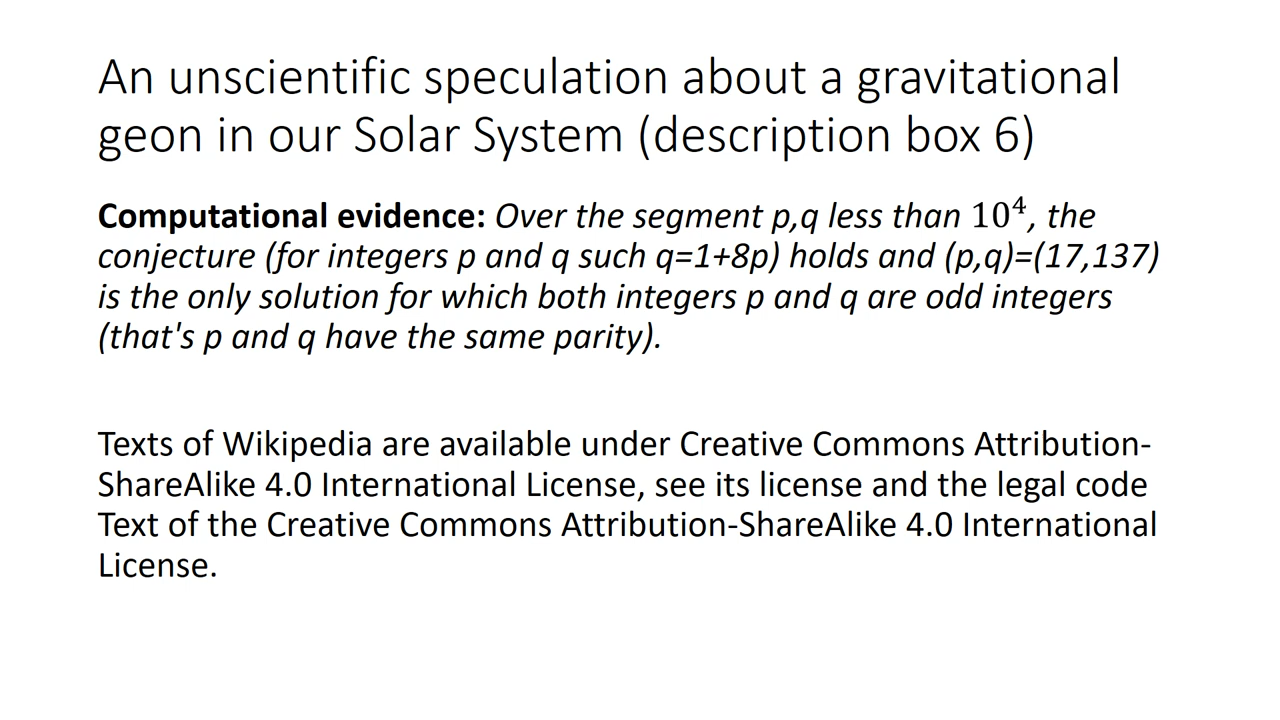 An unscientific speculation about a gravitational
geon in our Solar System (description box 6)
Computational evidence: Over the segment p,q less than 10⁴, the
conjecture (for integers p and q such q=1+8p) holds and (p,q)=(17,137)
is the only solution for which both integers p and q are odd integers
(that's p and q have the same parity).
Texts of Wikipedia are available under Creative Commons Attribution-
ShareAlike 4.0 International License, see its license and the legal code
Text of the Creative Commons Attribution-ShareAlike 4.0 International
License.